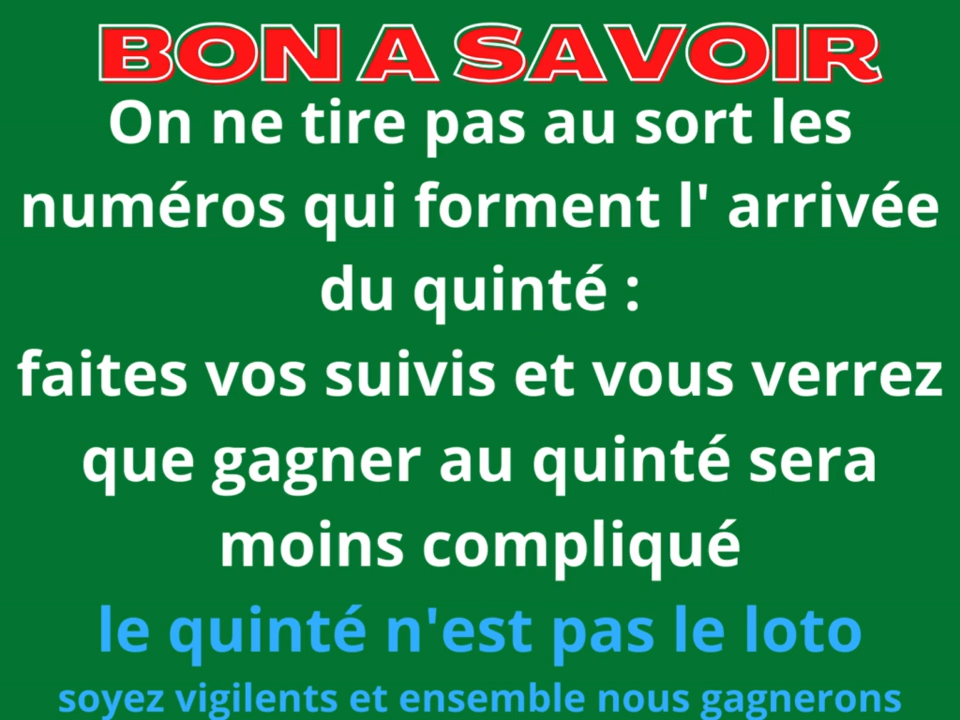 BON A SAVOIR
On ne tire pas au sort les
numéros qui forment l' arrivée
du quinté :
faites vos suivis et vous verrez
que gagner au quinté sera
moins compliqué
le quinté n'est pas le loto
soyez vigilents et ensemble nous gagnerons